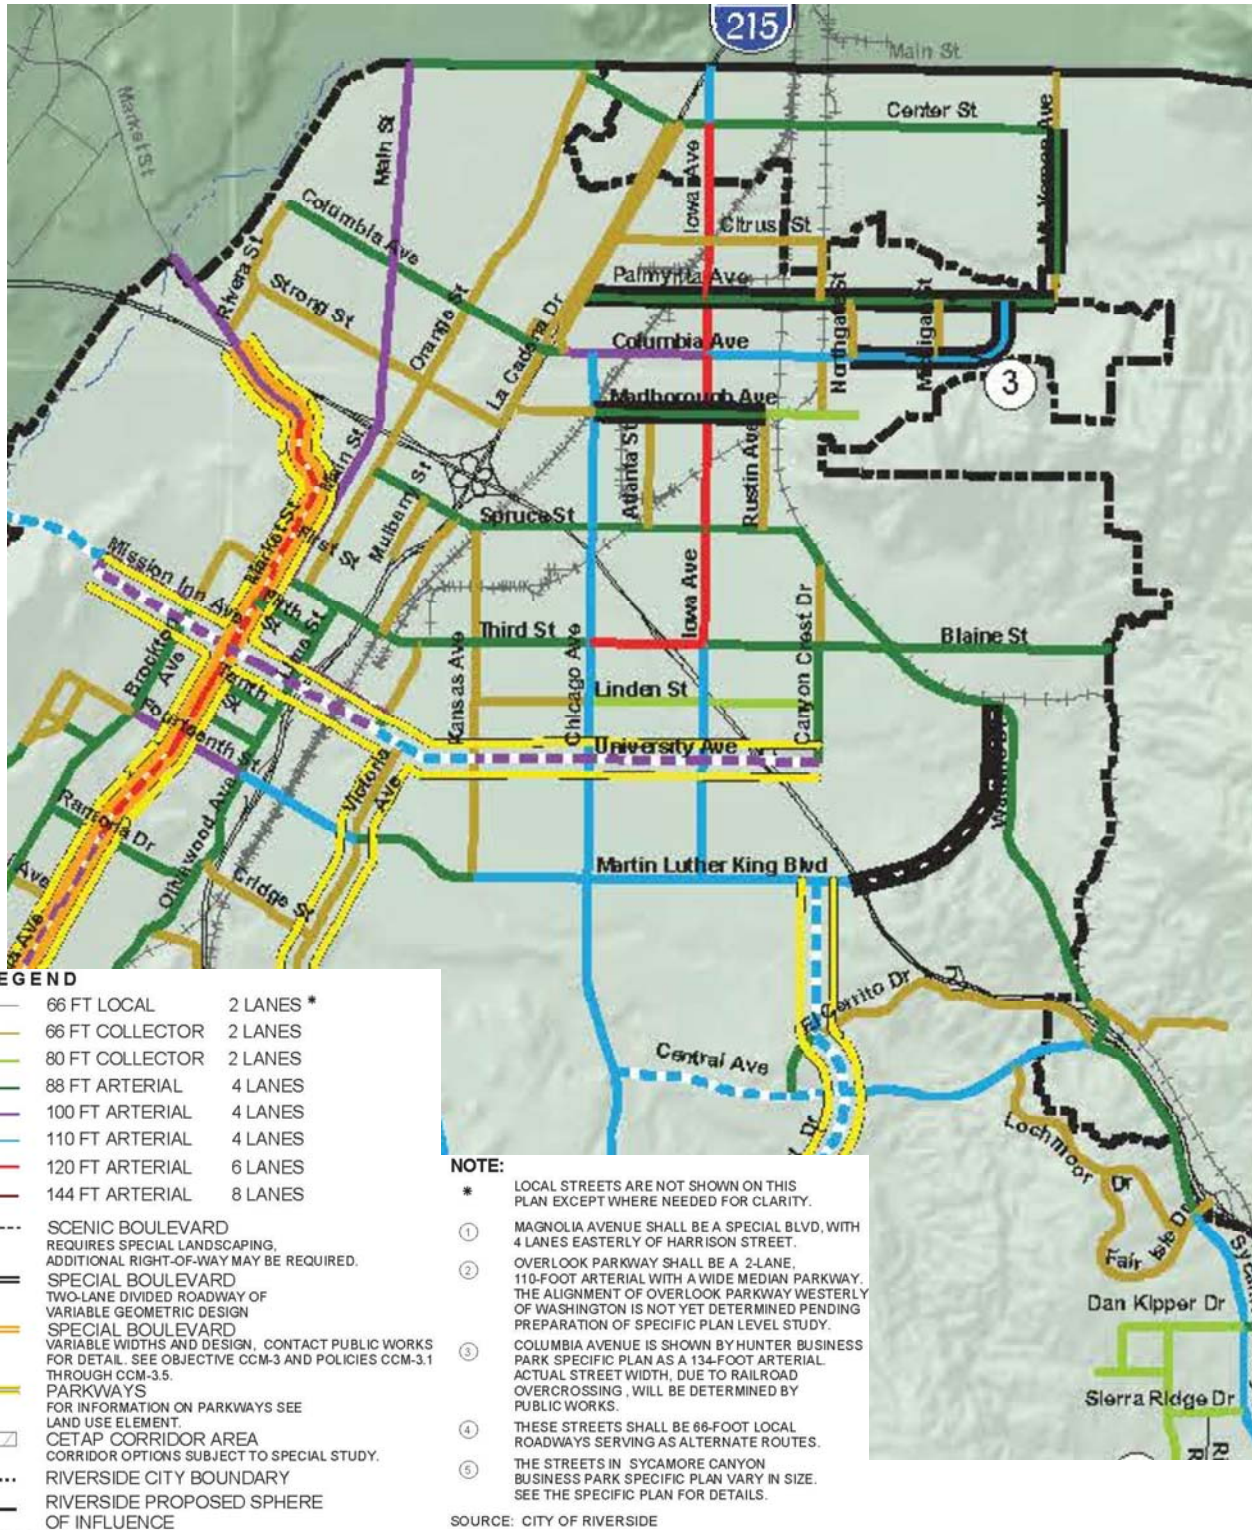 215
Main St
Market St
Center St
Main St
Iowa Ave
Mt Vernon Ave
Columbia Ave
Citrus St
Rivera St
Palmyrita Ave
Strong St
Orange St
La Cadena Dr
Columbia Ave
Northgate St
Michigan St
3
Marlborough Ave
Main St
Atlanta St
Rustin Ave
Mulberry St
Spruce St
Market St
First St
Mission Inn Ave
Iowa Ave
Canyon Crest Dr
Third St
Blaine St
Kansas Ave
Chicago Ave
Brockton Ave
Tenth St
Linden St
Fourteenth St
University Ave
Victoria Ave
Watkins Dr
Ramona Dr
Olivewood Ave
Martin Luther King Blvd
Ave
Cridge St
a Ave
El Cerrito Dr
Central Ave
Dr
Lochmoor Dr
Fair Isle Dr
Dan Kipper Dr
Sierra Ridge Dr
EGEND
66 FT LOCAL 2 LANES *
66 FT COLLECTOR 2 LANES
80 FT COLLECTOR 2 LANES
88 FT ARTERIAL 4 LANES
100 FT ARTERIAL 4 LANES
110 FT ARTERIAL 4 LANES
120 FT ARTERIAL 6 LANES
144 FT ARTERIAL 8 LANES
SCENIC BOULEVARD
REQUIRES SPECIAL LANDSCAPING,
ADDITIONAL RIGHT-OF-WAY MAY BE REQUIRED.
SPECIAL BOULEVARD
TWO-LANE DIVIDED ROADWAY OF
VARIABLE GEOMETRIC DESIGN
SPECIAL BOULEVARD
VARIABLE WIDTHS AND DESIGN, CONTACT PUBLIC WORKS
FOR DETAIL. SEE OBJECTIVE CCM-3 AND POLICIES CCM-3.1
THROUGH CCM-3.5.
PARKWAYS
FOR INFORMATION ON PARKWAYS SEE
LAND USE ELEMENT.
CETAP CORRIDOR AREA
CORRIDOR OPTIONS SUBJECT TO SPECIAL STUDY.
RIVERSIDE CITY BOUNDARY
RIVERSIDE PROPOSED SPHERE
OF INFLUENCE
NOTE:
* LOCAL STREETS ARE NOT SHOWN ON THIS
PLAN EXCEPT WHERE NEEDED FOR CLARITY.
1 MAGNOLIA AVENUE SHALL BE A SPECIAL BLVD, WITH
4 LANES EASTERLY OF HARRISON STREET.
2 OVERLOOK PARKWAY SHALL BE A 2-LANE,
110-FOOT ARTERIAL WITH A WIDE MEDIAN PARKWAY.
THE ALIGNMENT OF OVERLOOK PARKWAY WESTERLY
OF WASHINGTON IS NOT YET DETERMINED PENDING
PREPARATION OF SPECIFIC PLAN LEVEL STUDY.
3 COLUMBIA AVENUE IS SHOWN BY HUNTER BUSINESS
PARK SPECIFIC PLAN AS A 134-FOOT ARTERIAL.
ACTUAL STREET WIDTH, DUE TO RAILROAD
OVERCROSSING, WILL BE DETERMINED BY
PUBLIC WORKS.
4 THESE STREETS SHALL BE 66-FOOT LOCAL
ROADWAYS SERVING AS ALTERNATE ROUTES.
5 THE STREETS IN SYCAMORE CANYON
BUSINESS PARK SPECIFIC PLAN VARY IN SIZE.
SEE THE SPECIFIC PLAN FOR DETAILS.
SOURCE: CITY OF RIVERSIDE